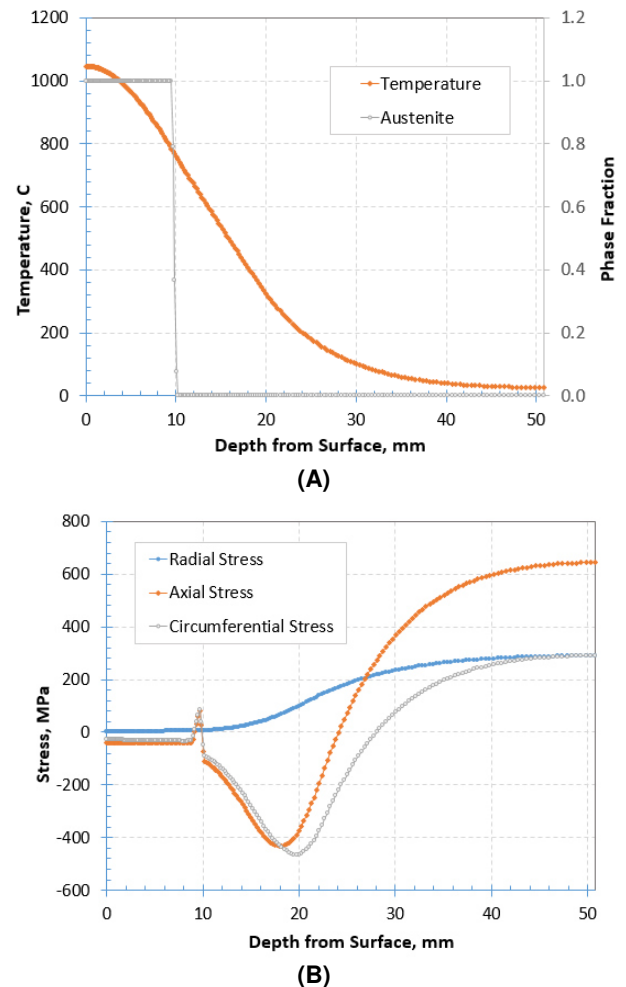 1200
1000
800
600
400
200
0
Temperature, C
1.2
1.0
0.8
0.6
0.4
0.2
0.0
Phase Fraction
Temperature
Austenite
0 10 20 30 40 50
Depth from Surface, mm
(A)
800
600
400
200
0
-200
-400
-600
Stress, MPa
Radial Stress
Axial Stress
Circumferential Stress
0 10 20 30 40 50
Depth from Surface, mm
(B)